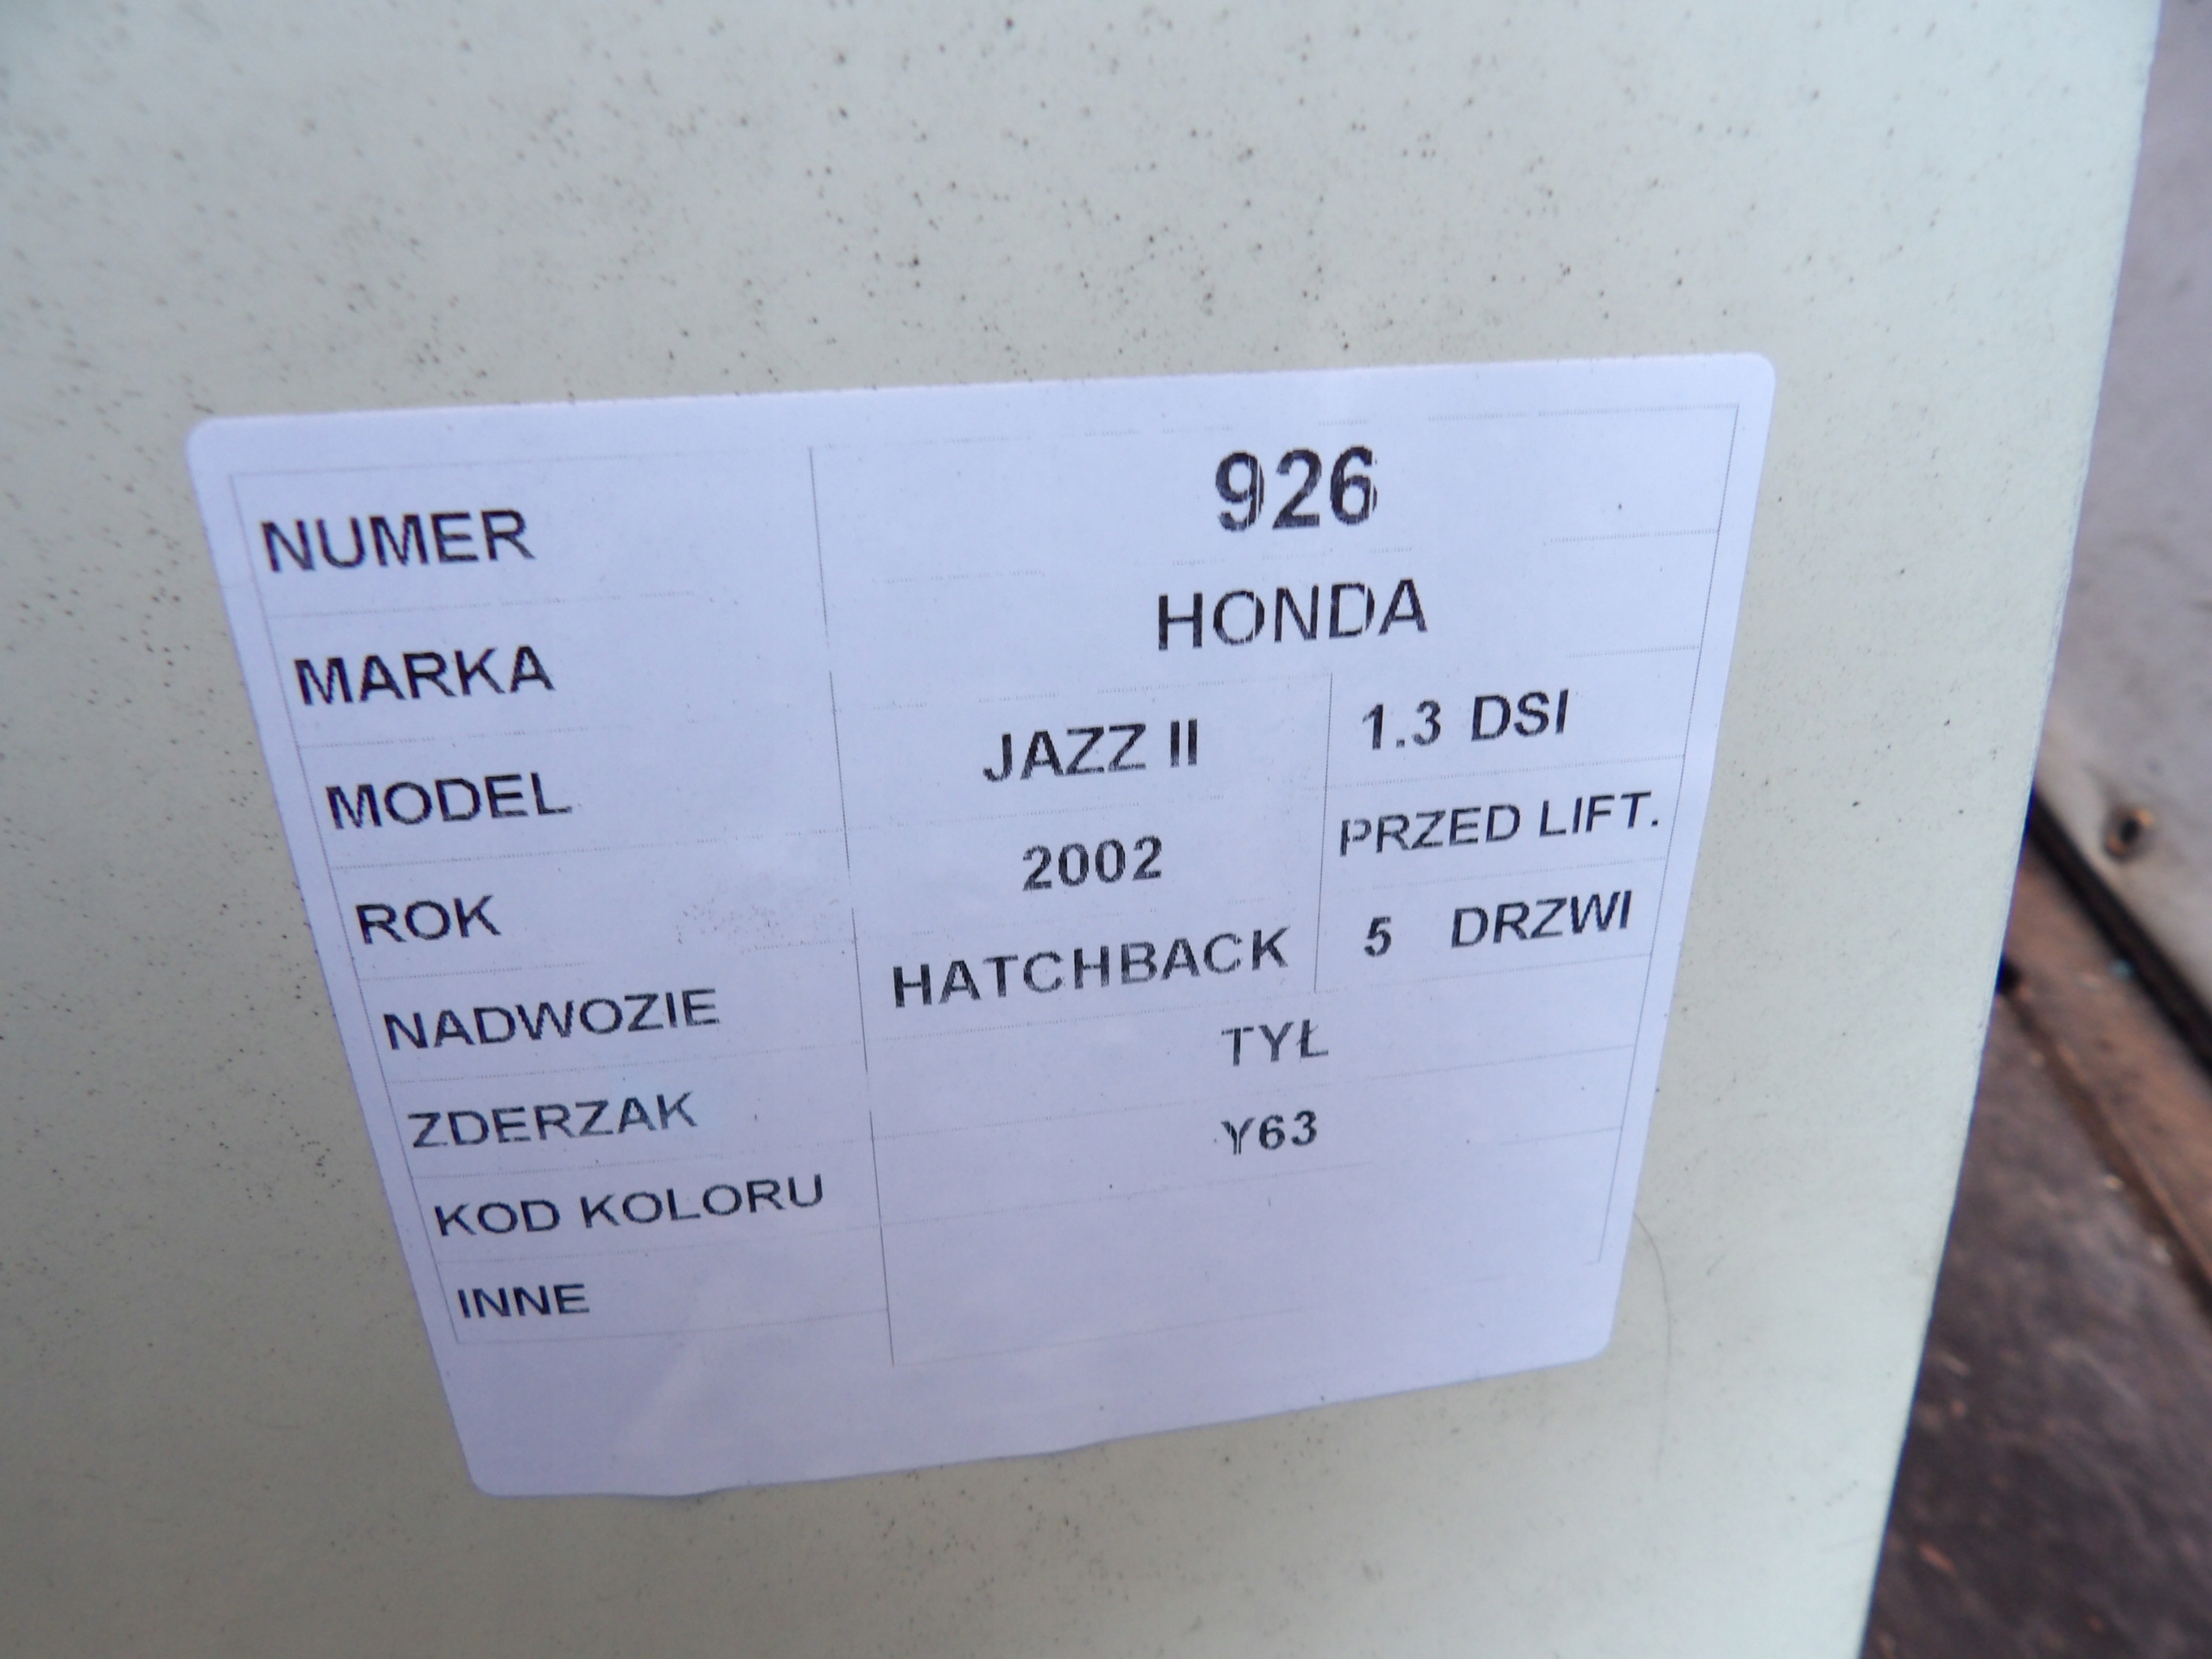 NUMER 926
MARKA HONDA
MODEL JAZZ II 1.3 DSI
ROK 2002 PRZED LIFT.
NADWOZIE HATCHBACK 5 DRZWI
ZDERZAK TYŁ
KOD KOLORU Y63
INNE